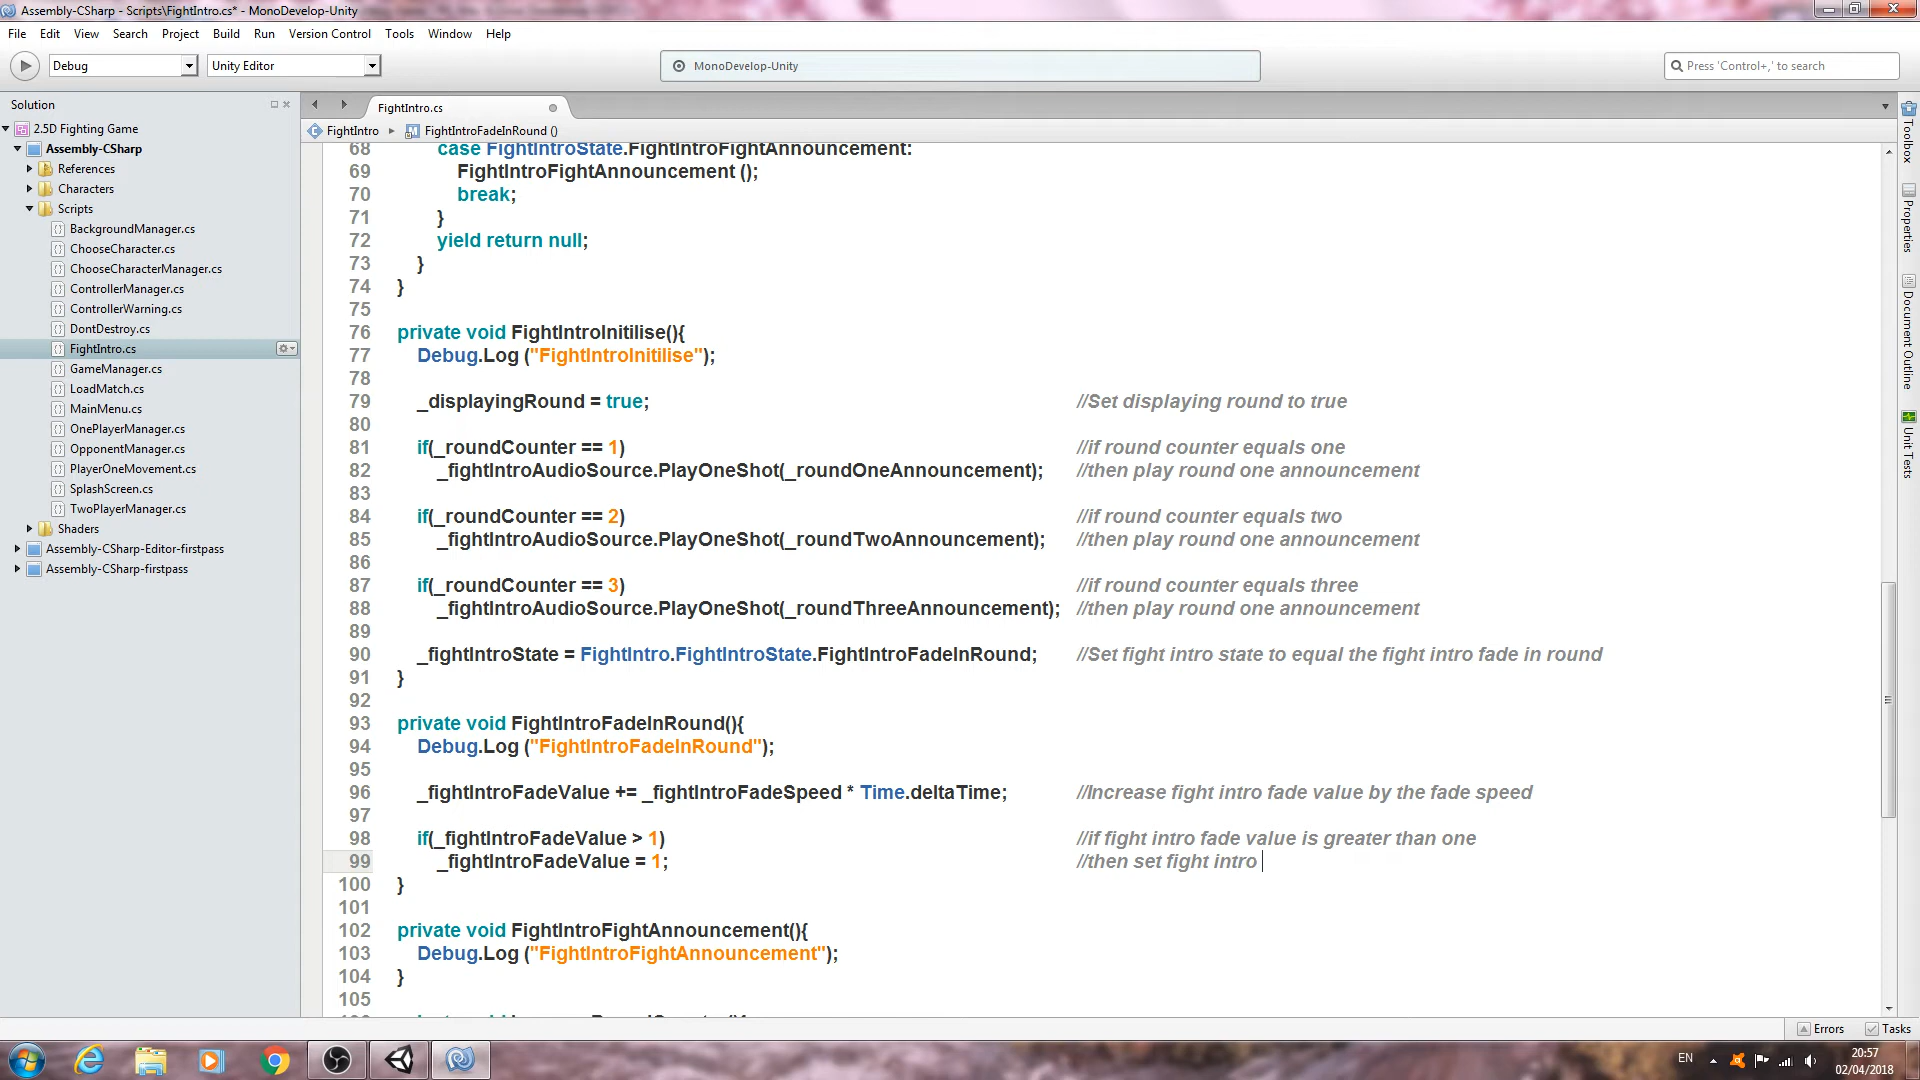 Assembly-CSharp - Scripts\FightIntro.cs* - MonoDevelop-Unity
File Edit View Search Project Build Run Version Control Tools Window Help
Debug Unity Editor MonoDevelop-Unity Press 'Control+,' to search
Solution
2.5D Fighting Game
Assembly-CSharp
References
Characters
Scripts
BackgroundManager.cs
ChooseCharacter.cs
ChooseCharacterManager.cs
ControllerManager.cs
ControllerWarning.cs
DontDestroy.cs
FightIntro.cs
GameManager.cs
LoadMatch.cs
MainMenu.cs
OnePlayerManager.cs
OpponentManager.cs
PlayerOneMovement.cs
SplashScreen.cs
TwoPlayerManager.cs
Shaders
Assembly-CSharp-Editor-firstpass
Assembly-CSharp-firstpass
FightIntro.cs
FightIntro FightIntroFadeInRound ()
68 case FightIntroState.FightIntroFightAnnouncement:
69 FightIntroFightAnnouncement ();
70 break;
71 }
72 yield return null;
73 }
74 }
75
76 private void FightIntroInitilise(){
77 Debug.Log ("FightIntroInitilise");
78
79 _displayingRound = true; //Set displaying round to true
80
81 if(_roundCounter == 1) //if round counter equals one
82 _fightIntroAudioSource.PlayOneShot(_roundOneAnnouncement); //then play round one announcement
83
84 if(_roundCounter == 2) //if round counter equals two
85 _fightIntroAudioSource.PlayOneShot(_roundTwoAnnouncement); //then play round one announcement
86
87 if(_roundCounter == 3) //if round counter equals three
88 _fightIntroAudioSource.PlayOneShot(_roundThreeAnnouncement); //then play round one announcement
89
90 _fightIntroState = FightIntro.FightIntroState.FightIntroFadeInRound; //Set fight intro state to equal the fight intro fade in round
91 }
92
93 private void FightIntroFadeInRound(){
94 Debug.Log ("FightIntroFadeInRound");
95
96 _fightIntroFadeValue += _fightIntroFadeSpeed * Time.deltaTime; //Increase fight intro fade value by the fade speed
97
98 if(_fightIntroFadeValue > 1) //if fight intro fade value is greater than one
99 _fightIntroFadeValue = 1; //then set fight intro
100 }
101
102 private void FightIntroFightAnnouncement(){
103 Debug.Log ("FightIntroFightAnnouncement");
104 }
105
Toolbox
Properties
Document Outline
Unit Tests
Errors Tasks
EN
20:57
02/04/2018